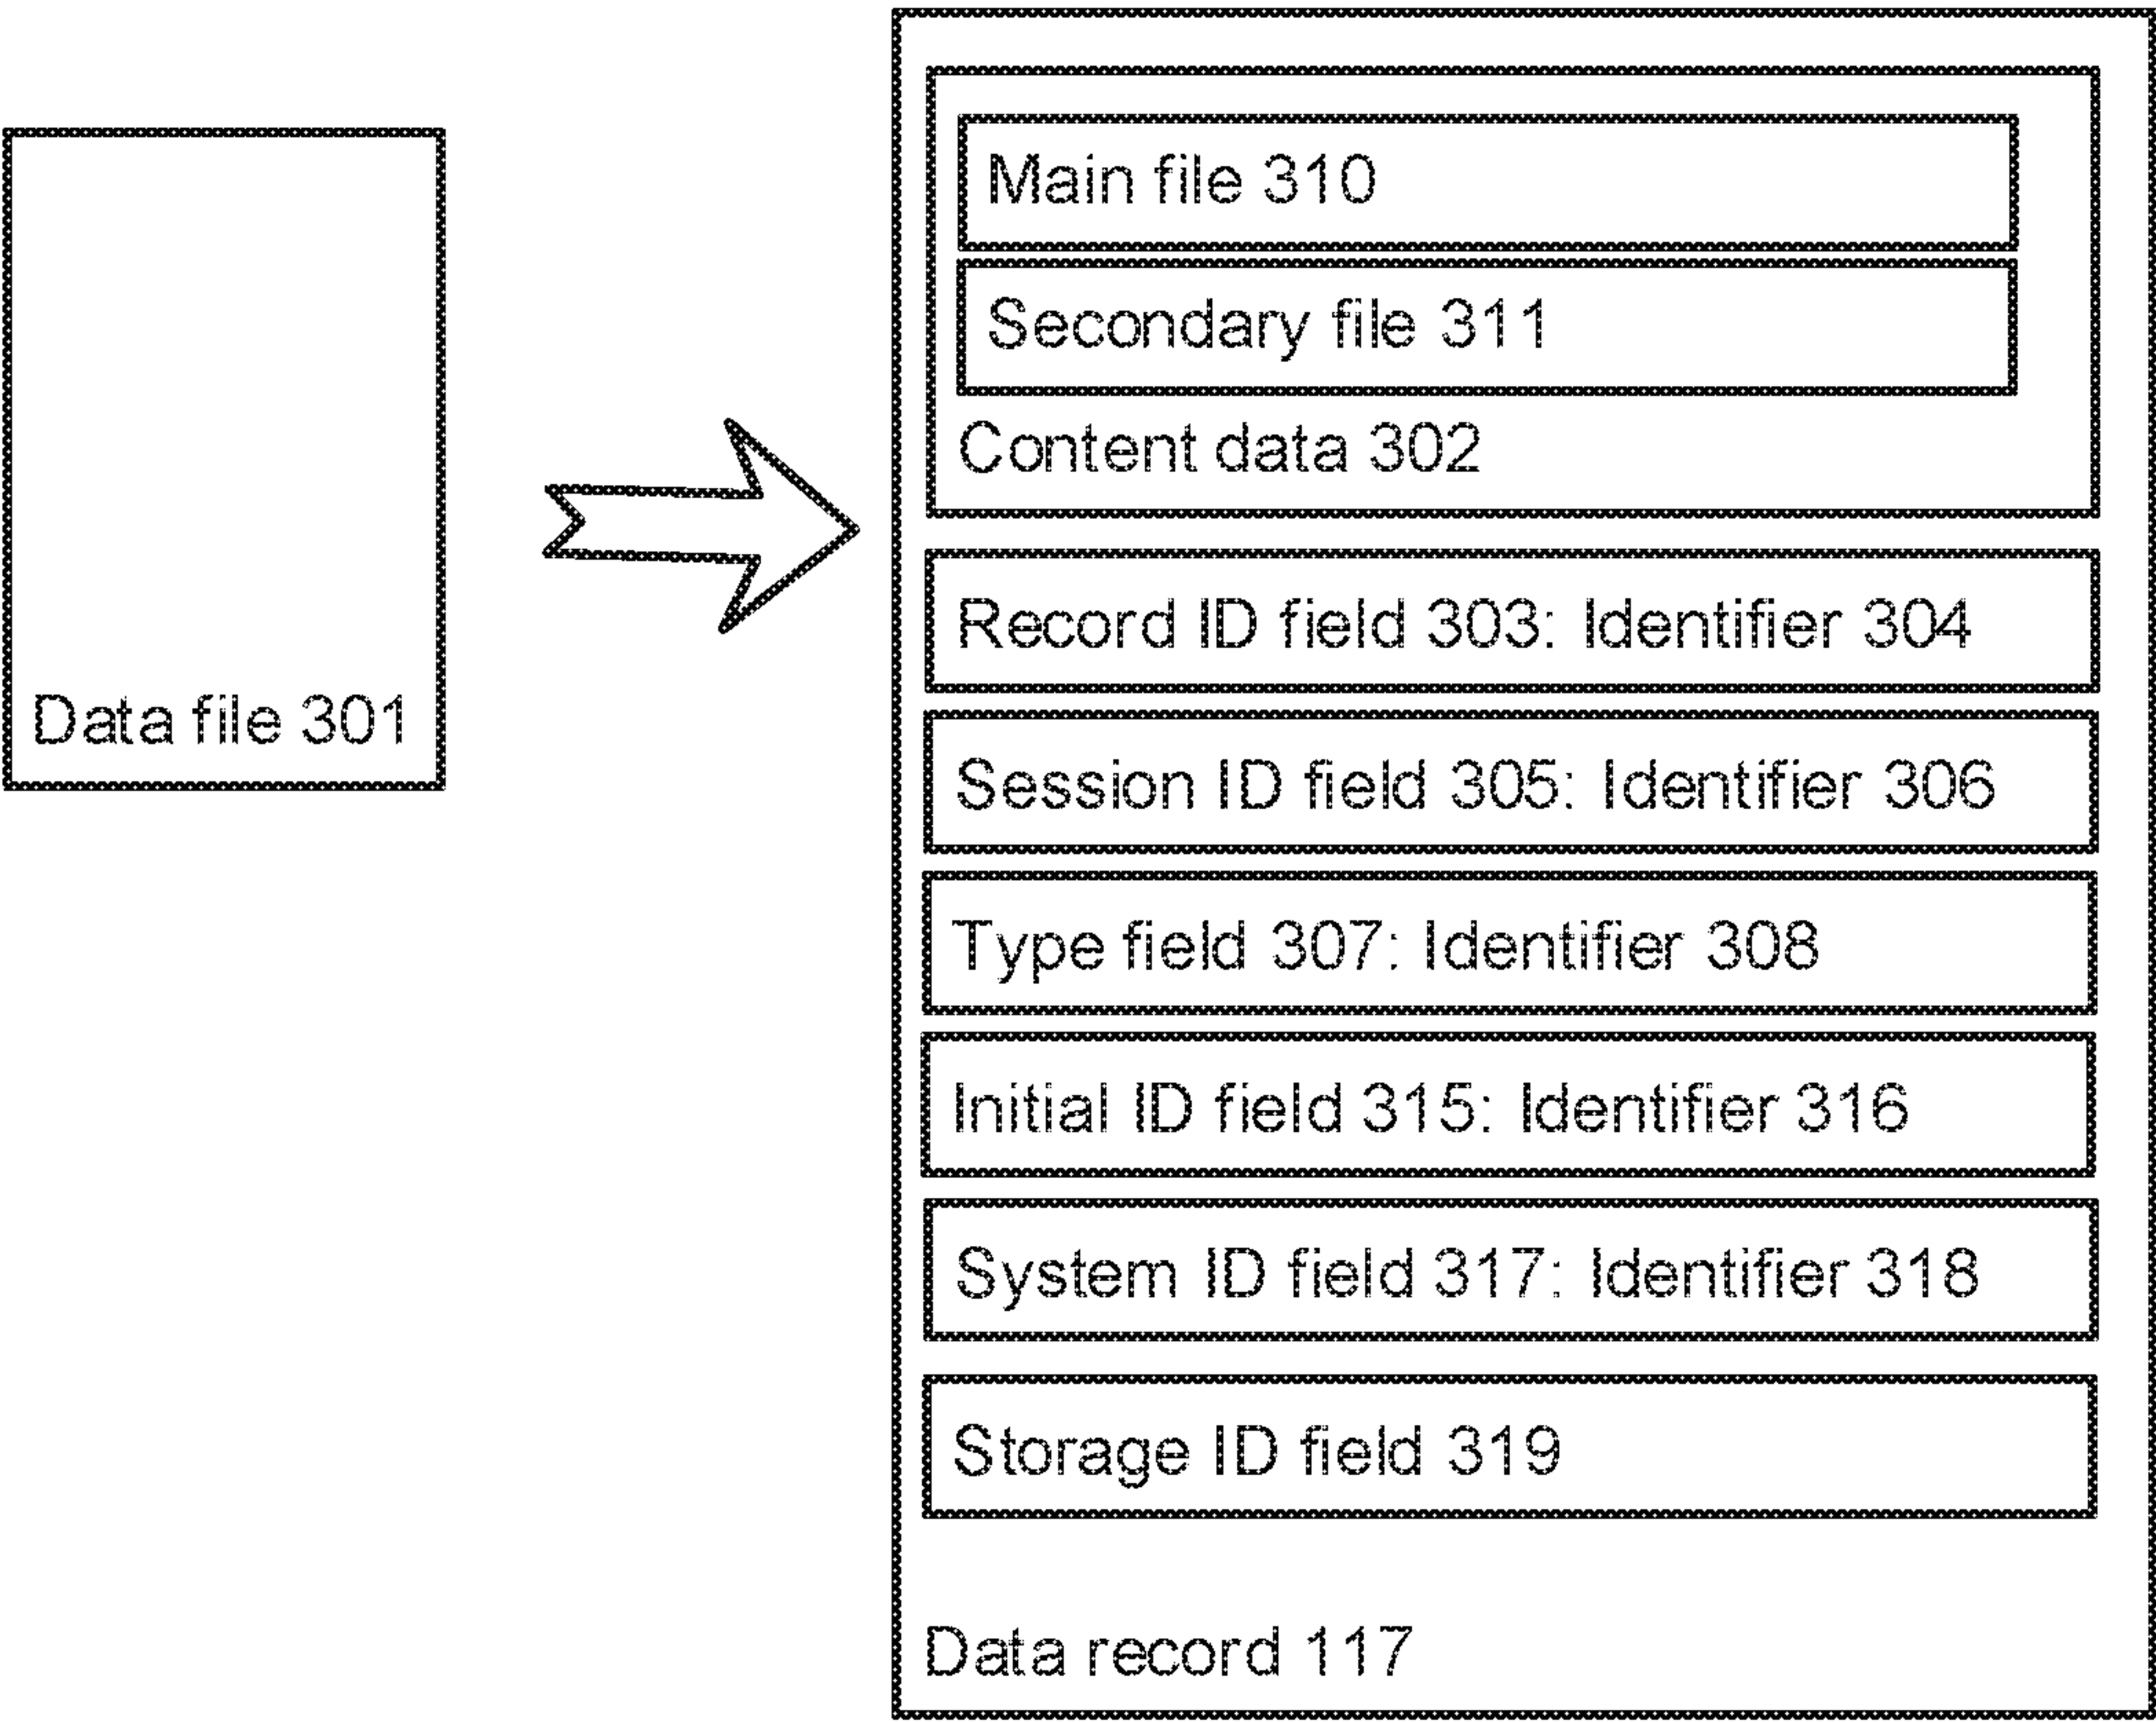 Data file 301
Main file 310
Secondary file 311
Content data 302
Record ID field 303: Identifier 304
Session ID field 305: Identifier 306
Type field 307: Identifier 308
Initial ID field 315: Identifier 316
System ID field 317: Identifier 318
Storage ID field 319
Data record 117